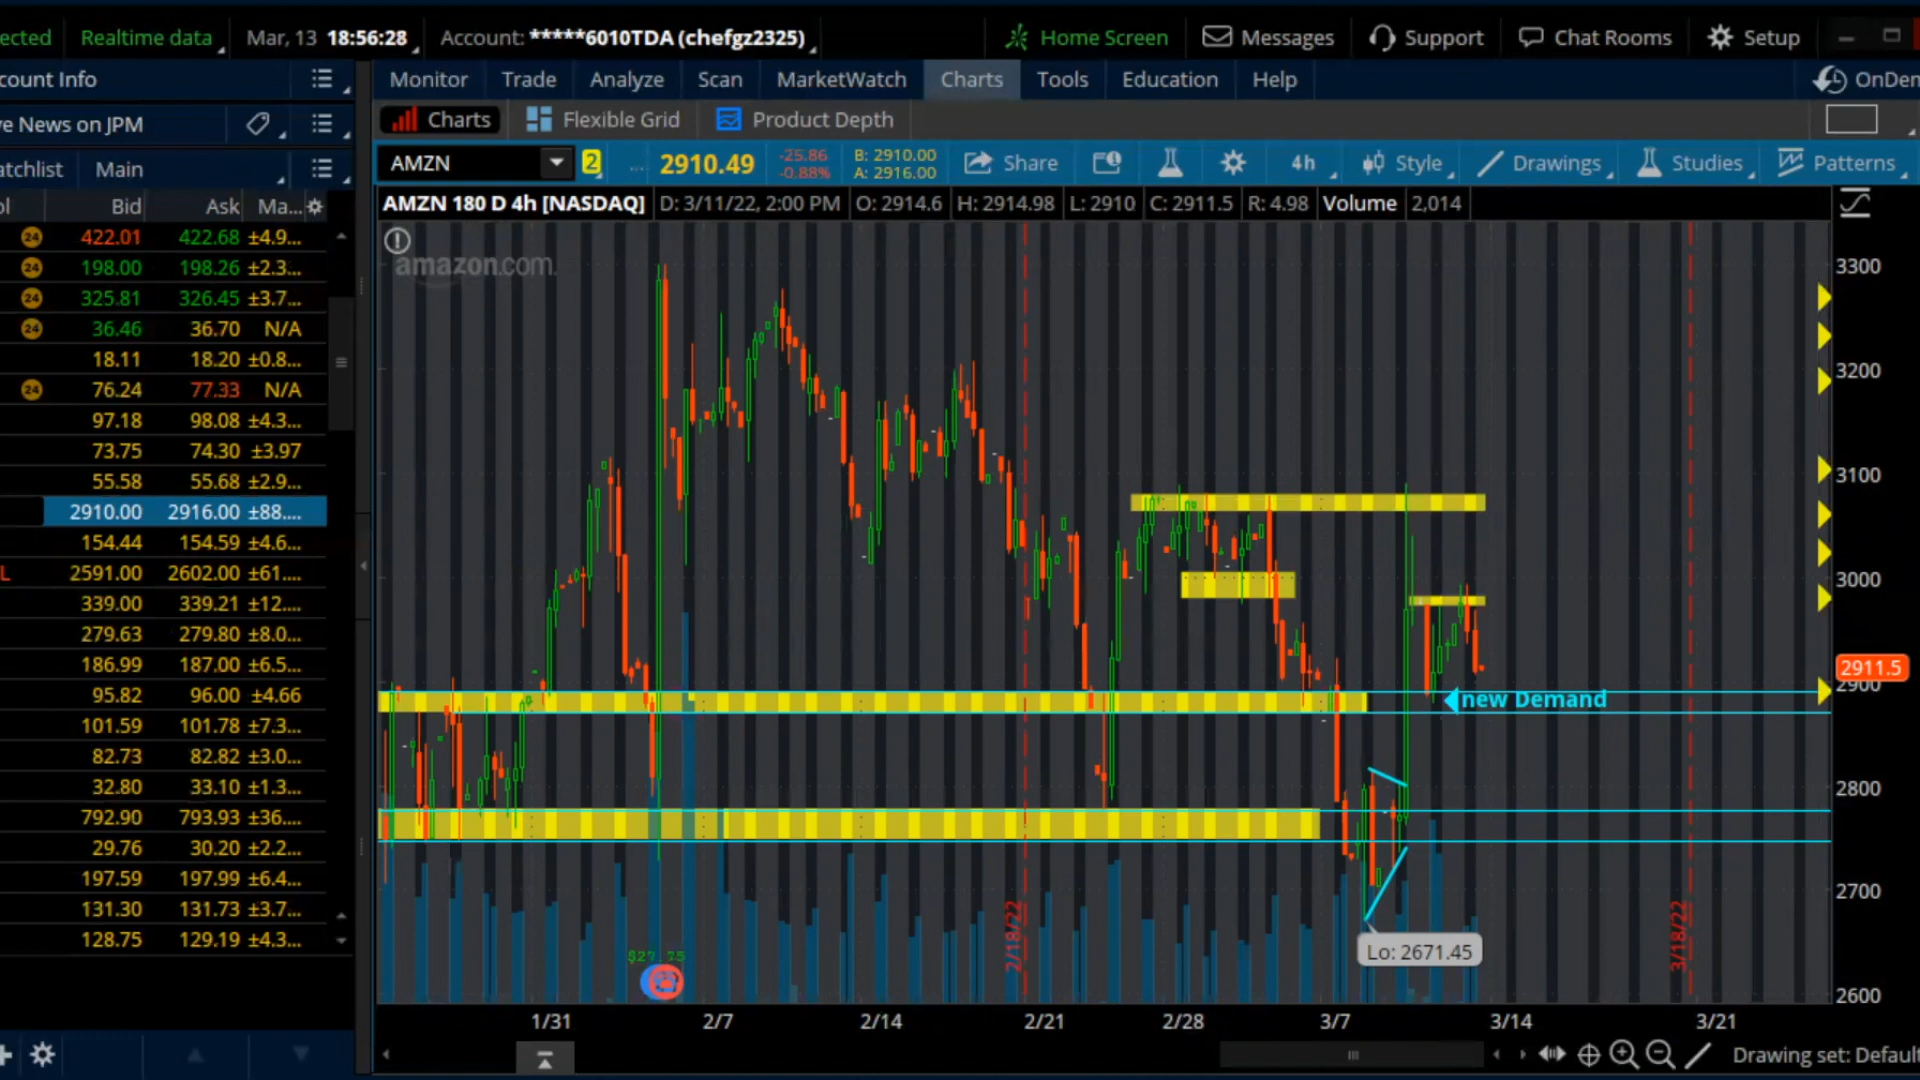 ected Realtime data Mar, 13 18:56:28 Account: *****6010TDA (chefgz2325) Home Screen Messages Support Chat Rooms Setup
count Info
Monitor Trade Analyze Scan MarketWatch Charts Tools Education Help OnDem
ve News on JPM
Charts Flexible Grid Product Depth
atchlist Main
AMZN 2 ... 2910.49 -25.86 -0.88% B: 2910.00 A: 2916.00 Share 4h Style Drawings Studies Patterns
ol Bid Ask Ma...
AMZN 180 D 4h [NASDAQ] D: 3/11/22, 2:00 PM O: 2914.6 H: 2914.98 L: 2910 C: 2911.5 R: 4.98 Volume 2,014
24 422.01 422.68 ±4.9...
24 198.00 198.26 ±2.3...
24 325.81 326.45 ±3.7...
24 36.46 36.70 N/A
18.11 18.20 ±0.8...
24 76.24 77.33 N/A
97.18 98.08 ±4.3...
73.75 74.30 ±3.97
55.58 55.68 ±2.9...
2910.00 2916.00 ±88....
154.44 154.59 ±4.6...
L 2591.00 2602.00 ±61....
339.00 339.21 ±12....
279.63 279.80 ±8.0...
186.99 187.00 ±6.5...
95.82 96.00 ±4.66
101.59 101.78 ±7.3...
82.73 82.82 ±3.0...
32.80 33.10 ±1.3...
792.90 793.93 ±36....
29.76 30.20 ±2.2...
197.59 197.99 ±6.4...
131.30 131.73 ±3.7...
128.75 129.19 ±4.3...
amazon.com.
3300
3200
3100
3000
2911.5
2900
2800
2700
2600
new Demand
Lo: 2671.45
2/18/22
3/18/22
1/31 2/7 2/14 2/21 2/28 3/7 3/14 3/21
Drawing set: Default